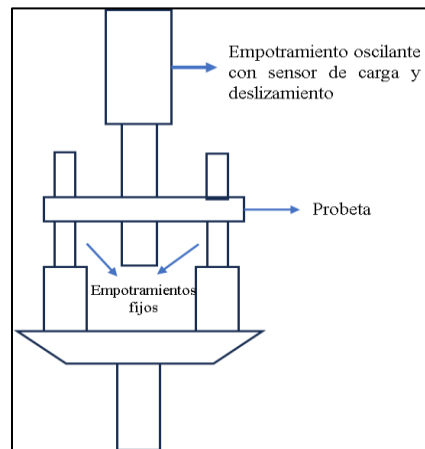 Empotramiento oscilante
con sensor de carga y
deslizamiento
Probeta
Empotramientos
fijos